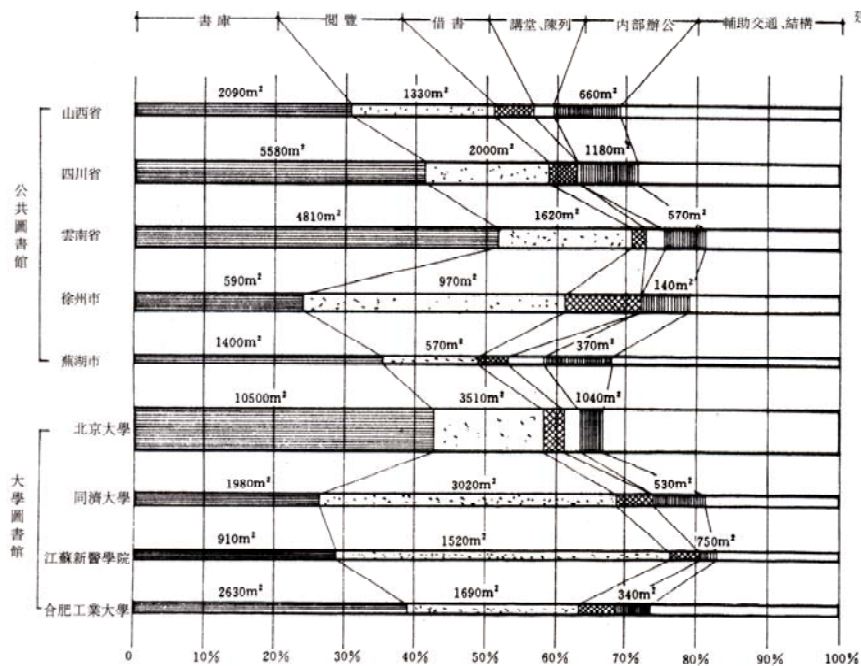 書庫 閱覽 借書 講堂、陳列 內部辦公 輔助交通、結構
2090m² 1330m² 660m²
山西省
5580m² 2000m² 1180m²
四川省
4810m² 1620m² 570m²
雲南省
590m² 970m² 140m²
徐州市
1400m² 570m² 370m²
蕪湖市
公共圖書館
10500m² 3510m² 1040m²
北京大學
1980m² 3020m² 530m²
同濟大學
910m² 1520m² 750m²
江蘇新醫學院
2630m² 1690m² 340m²
合肥工業大學
大學圖書館
0 10% 20% 30% 40% 50% 60% 70% 80% 90% 100%